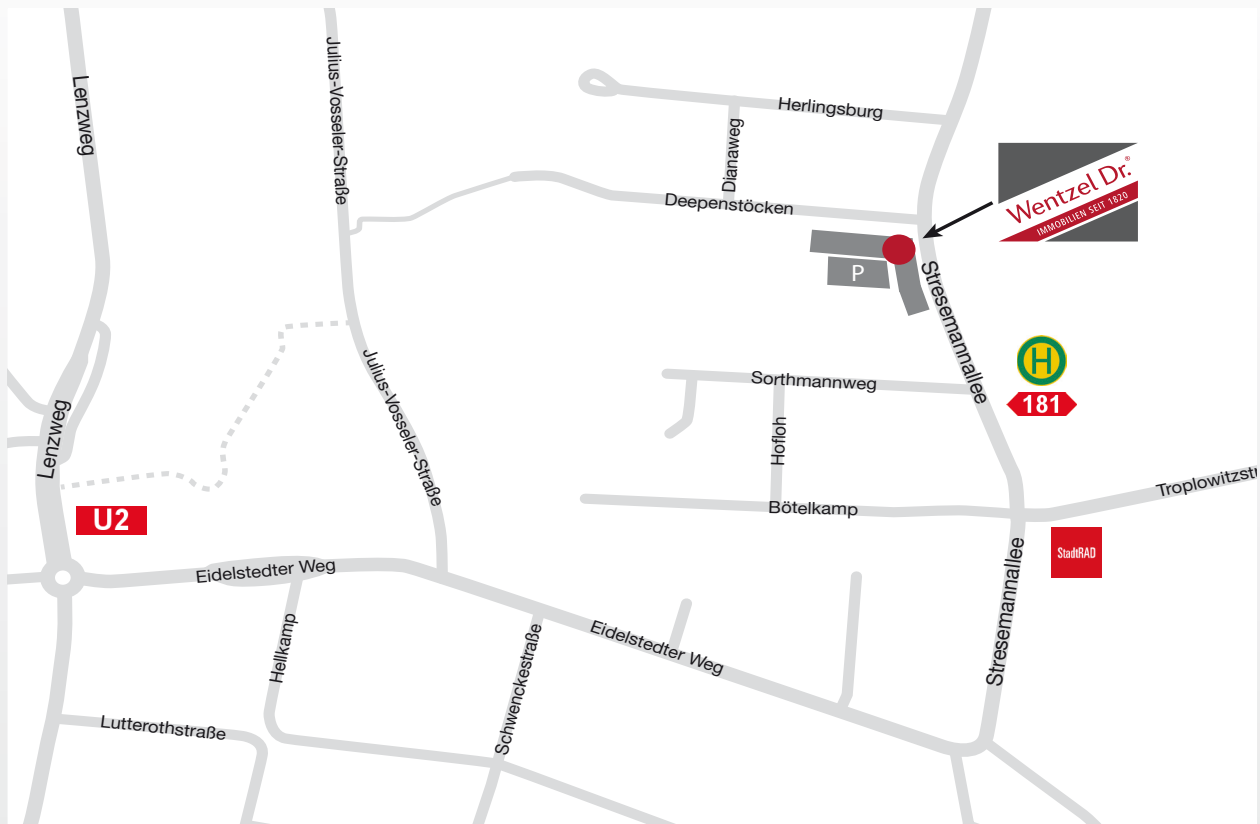 Lenzweg
Julius-Vosseler-Straße
Herlingsburg
Dianaweg
Deepenstöcken
Wentzel Dr.®
IMMOBILIEN SEIT 1820
P
Stresemannallee
H
181
Sorthmannweg
Julius-Vosseler-Straße
Lenzweg
Hofloh
Bötelkamp
Troplowitzstr
U2
StadtRAD
Eidelstedter Weg
Stresemannallee
Hellkamp
Eidelstedter Weg
Schwenckestraße
Lutterothstraße